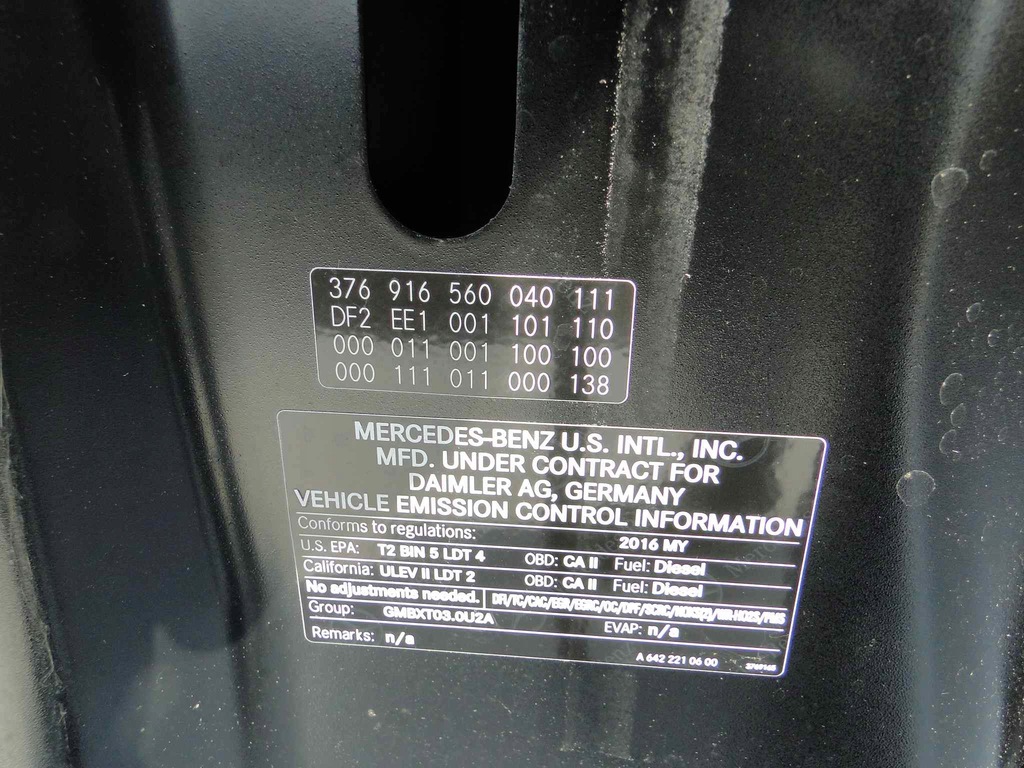 376 916 560 040 111
DF2 EE1 001 101 110
000 011 001 100 100
000 111 011 000 138
MERCEDES-BENZ U.S. INTL., INC.
MFD. UNDER CONTRACT FOR
DAIMLER AG, GERMANY
VEHICLE EMISSION CONTROL INFORMATION
Conforms to regulations: 2016 MY
U.S. EPA: T2 BIN 5 LDT 4 OBD: CA II Fuel: Diesel
California: ULEV II LDT 2 OBD: CA II Fuel: Diesel
No adjustments needed.
Group: GMBXT03.0U2A EVAP: n/a
Remarks: n/a
A 642 221 06 00